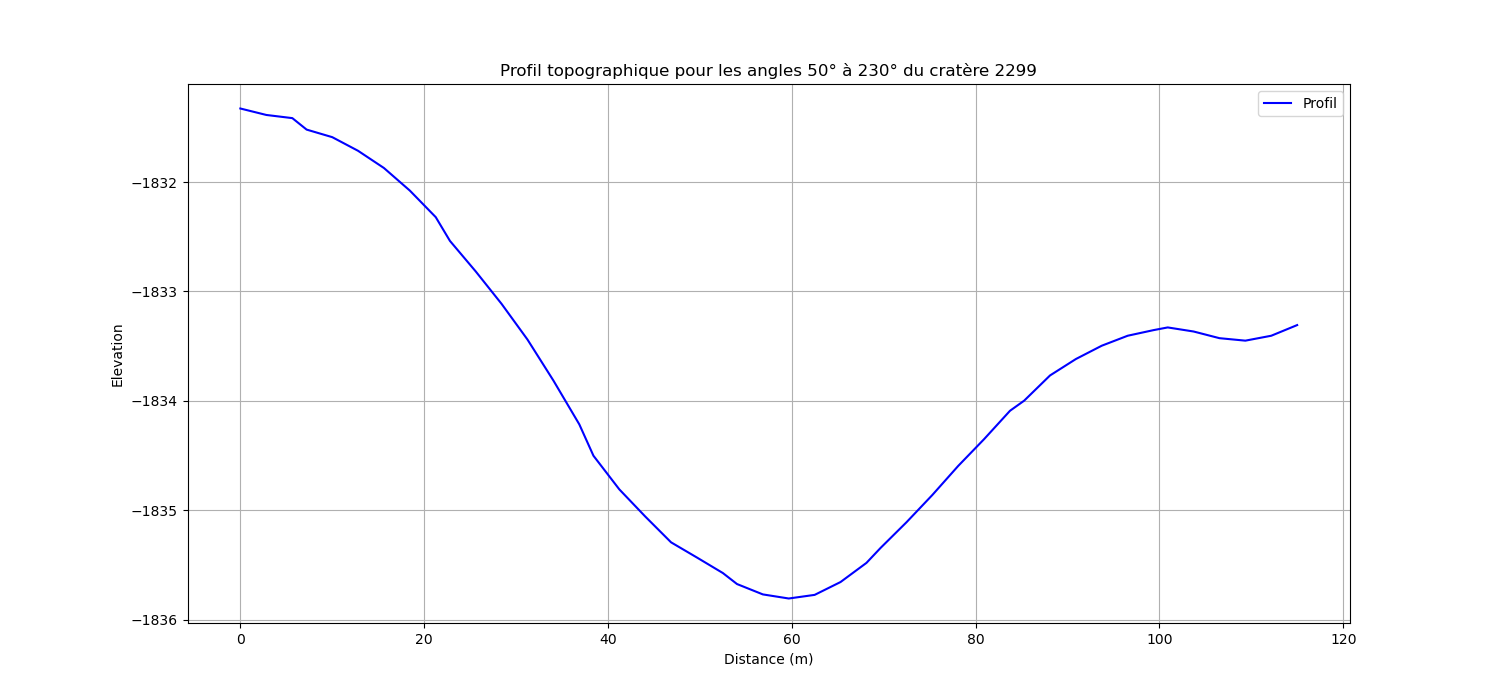 Profil topographique pour les angles 50° à 230° du cratère 2299
Profil
−1832
−1833
−1834
−1835
−1836
Elevation
0 20 40 60 80 100 120
Distance (m)